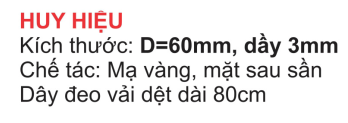 HUY HIỆU
Kích thước: D=60mm, dầy 3mm
Chế tác: Mạ vàng, mặt sau sần
Dây đeo vải dệt dài 80cm